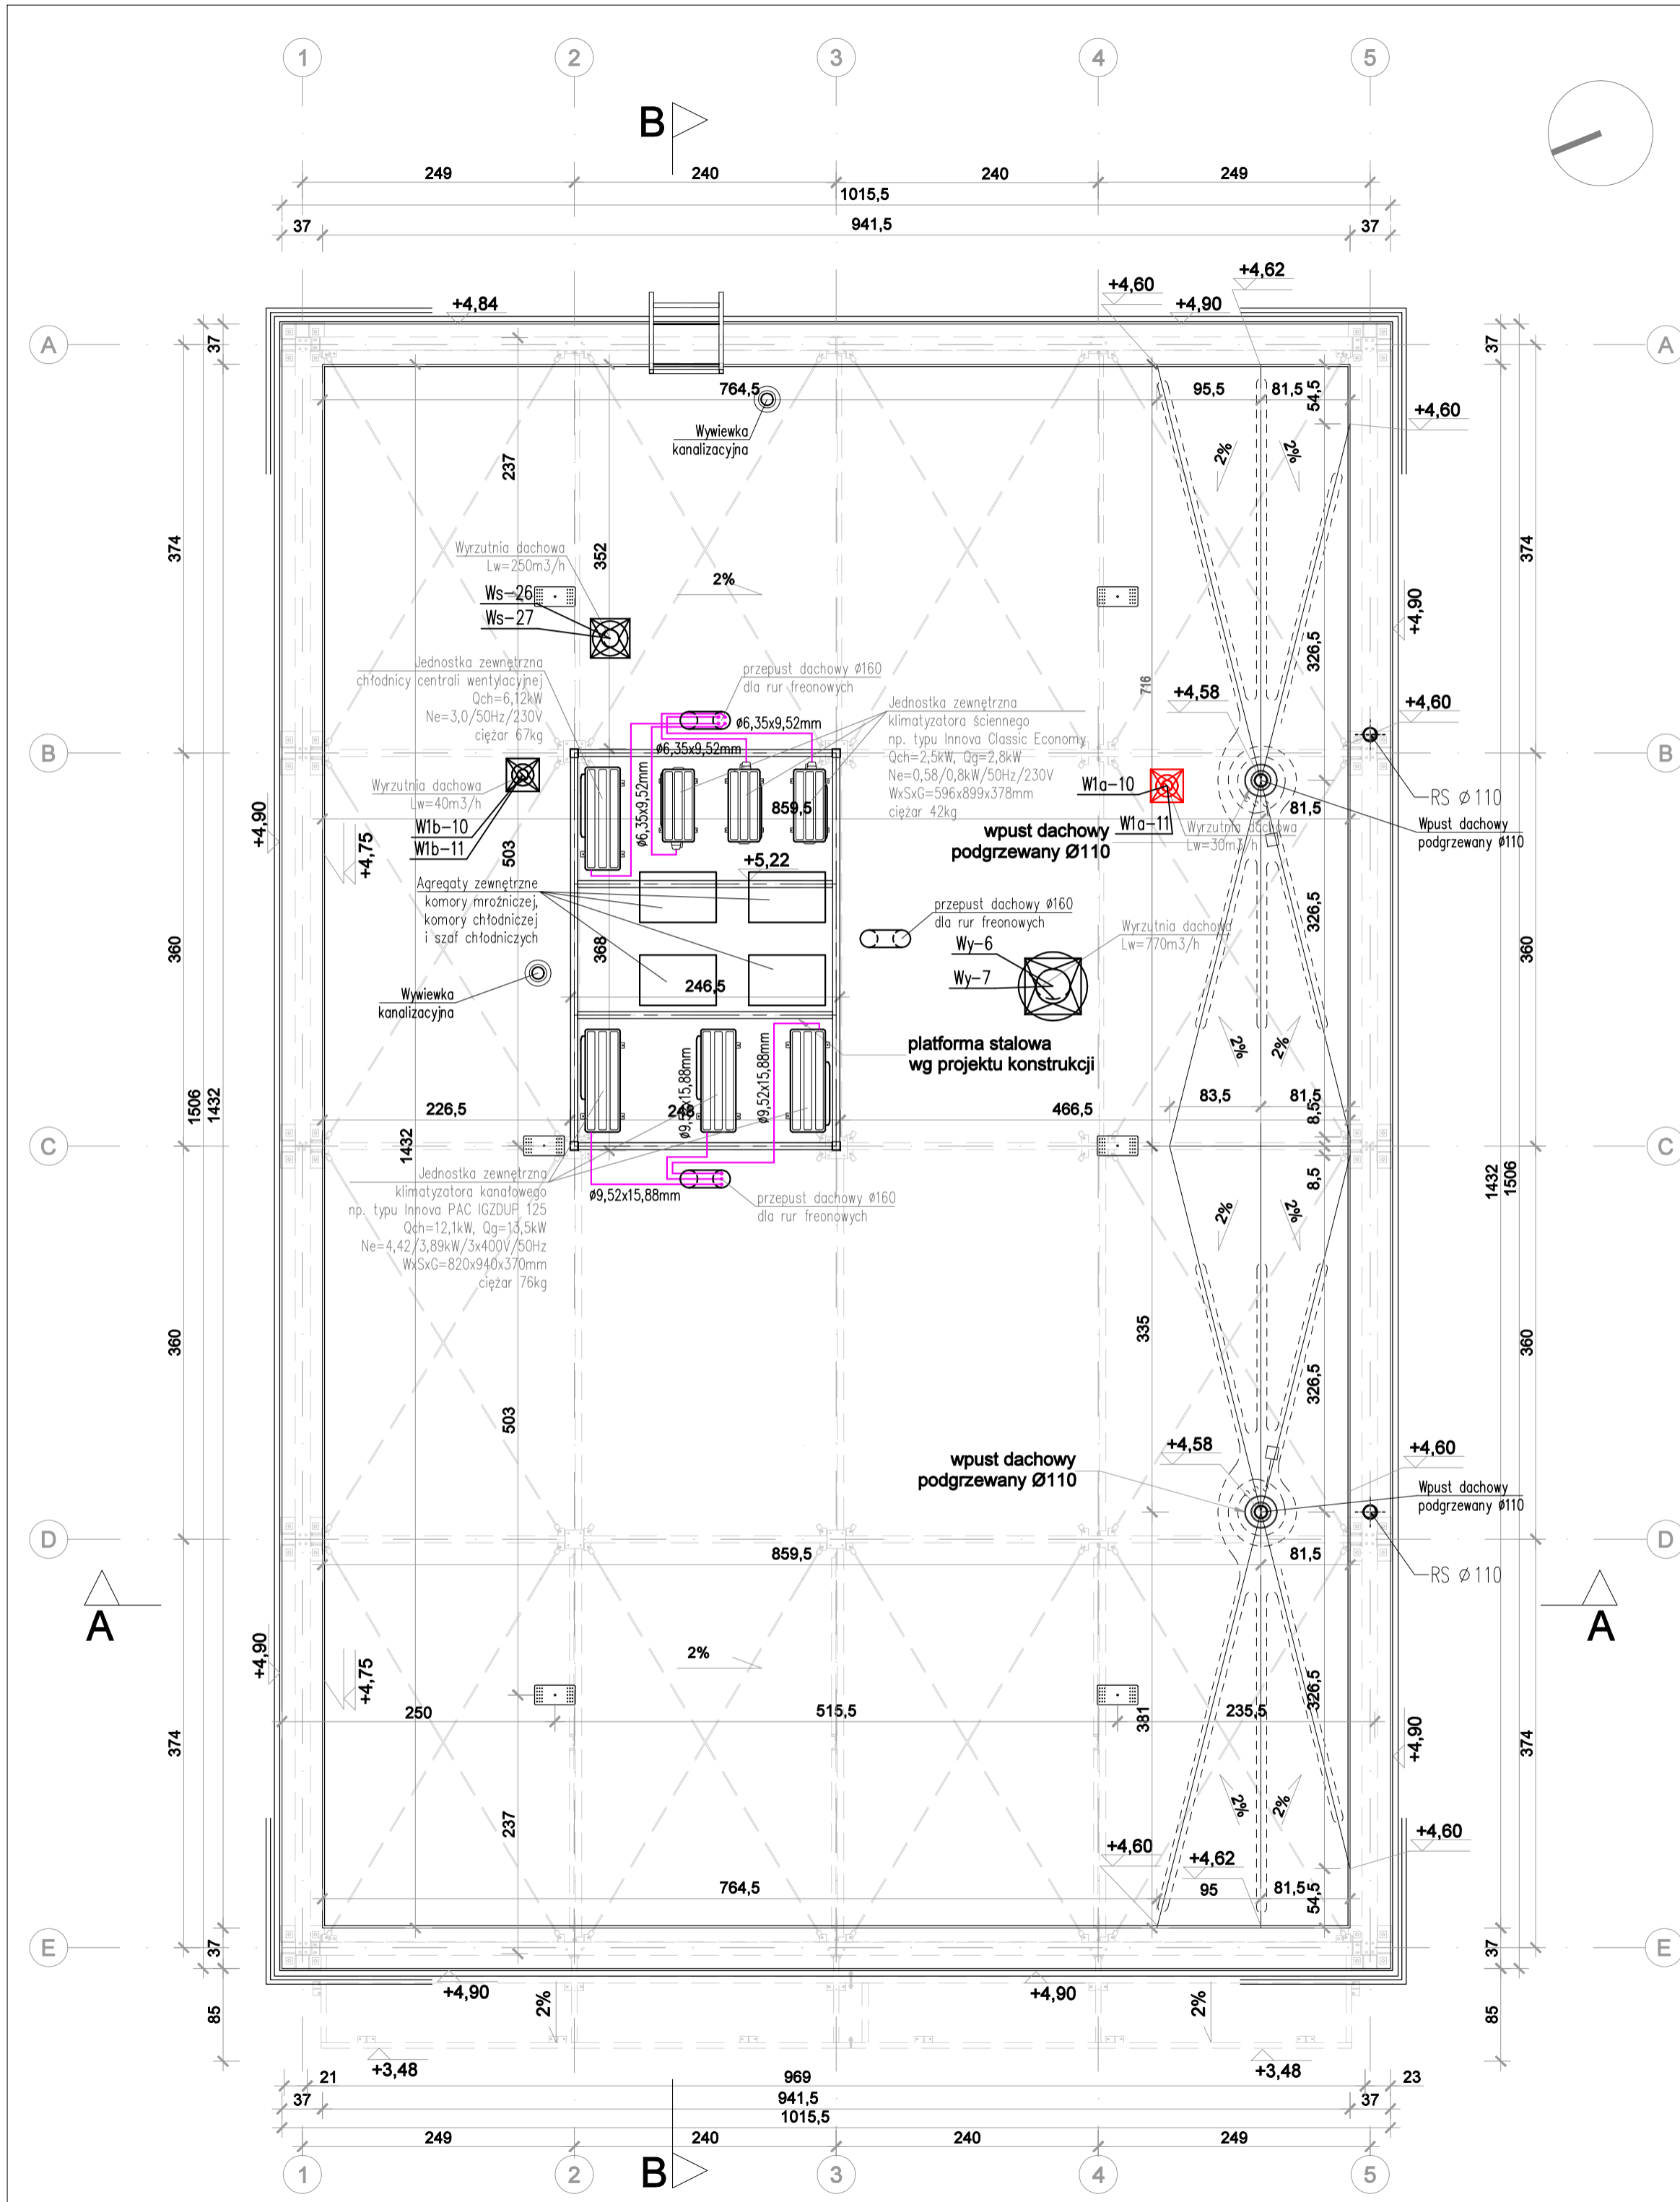 1 2 3 4 5
B
249 240 240 249
1015,5
37 941,5 37
+4,62
+4,60
+4,84 +4,90
A A
37 37
764,5 95,5 81,5 54,5
+4,60
Wywiewka
kanalizacyjna
2% 2%
237
374 374
Wyrzutnia dachowa
Lw=250m3/h
352
2%
Ws-26
Ws-27
+4,90
326,5
Jednostka zewnętrzna
chłodnicy centrali wentylacyjnej
Qch=6,12kW
Ne=3,0/50Hz/230V
ciężar 67kg
przepust dachowy Ø160
dla rur freonowych
716
+4,58
+4,60
Jednostka zewnętrzna
klimatyzatora ściennego
np. typu Innova Classic Economy
Qch=2,5kW, Qg=2,8kW
Ne=0,58/0,8kW/50Hz/230V
WxSxG=596x899x378mm
ciężar 42kg
Ø6,35x9,52mm
Ø6,35x9,52mm
Ø6,35x9,52mm
B B
Wyrzutnia dachowa
Lw=40m3/h
W1b-10
W1b-11
+4,90
+4,75
503
859,5
W1a-10
W1a-11
Wyrzutnia dachowa
Lw=30m3/h
81,5
RS Ø110
Wpust dachowy
podgrzewany Ø110
wpust dachowy
podgrzewany Ø110
+5,22
Agregaty zewnętrzne
komory mroźniczej,
komory chłodniczej
i szaf chłodniczych
przepust dachowy Ø160
dla rur freonowych
326,5
Wyrzutnia dachowa
Lw=770m3/h
Wy-6
Wy-7
360 368 360
246,5
Wywiewka
kanalizacyjna
platforma stalowa
wg projektu konstrukcji
2% 2%
Ø9,52x15,88mm
Ø9,52x15,88mm
1506 1432
226,5 248 466,5 83,5 81,5
8,5
1432
C C
8,5
1432 1506
Jednostka zewnętrzna
klimatyzatora kanałowego
np. typu Innova PAC IGZDUP 125
Qch=12,1kW, Qg=13,5kW
Ne=4,42/3,89kW/3x400V/50Hz
WxSxG=820x940x370mm
ciężar 76kg
Ø9,52x15,88mm
przepust dachowy Ø160
dla rur freonowych
2% 2%
360 335 326,5 360
503
+4,58 +4,60
wpust dachowy
podgrzewany Ø110
Wpust dachowy
podgrzewany Ø110
D D
859,5 81,5
RS Ø110
A A
+4,90
+4,75
2%
250 515,5 381 235,5 326,5
+4,90
374 374
237
2% 2%
+4,60 +4,62 +4,60
764,5 95 81,5 54,5
E E
37 37
+4,90 +4,90
85 2% 2% 85
+3,48 +3,48
21 969 23
37 941,5 37
1015,5
249 240 240 249
B
1 2 3 4 5